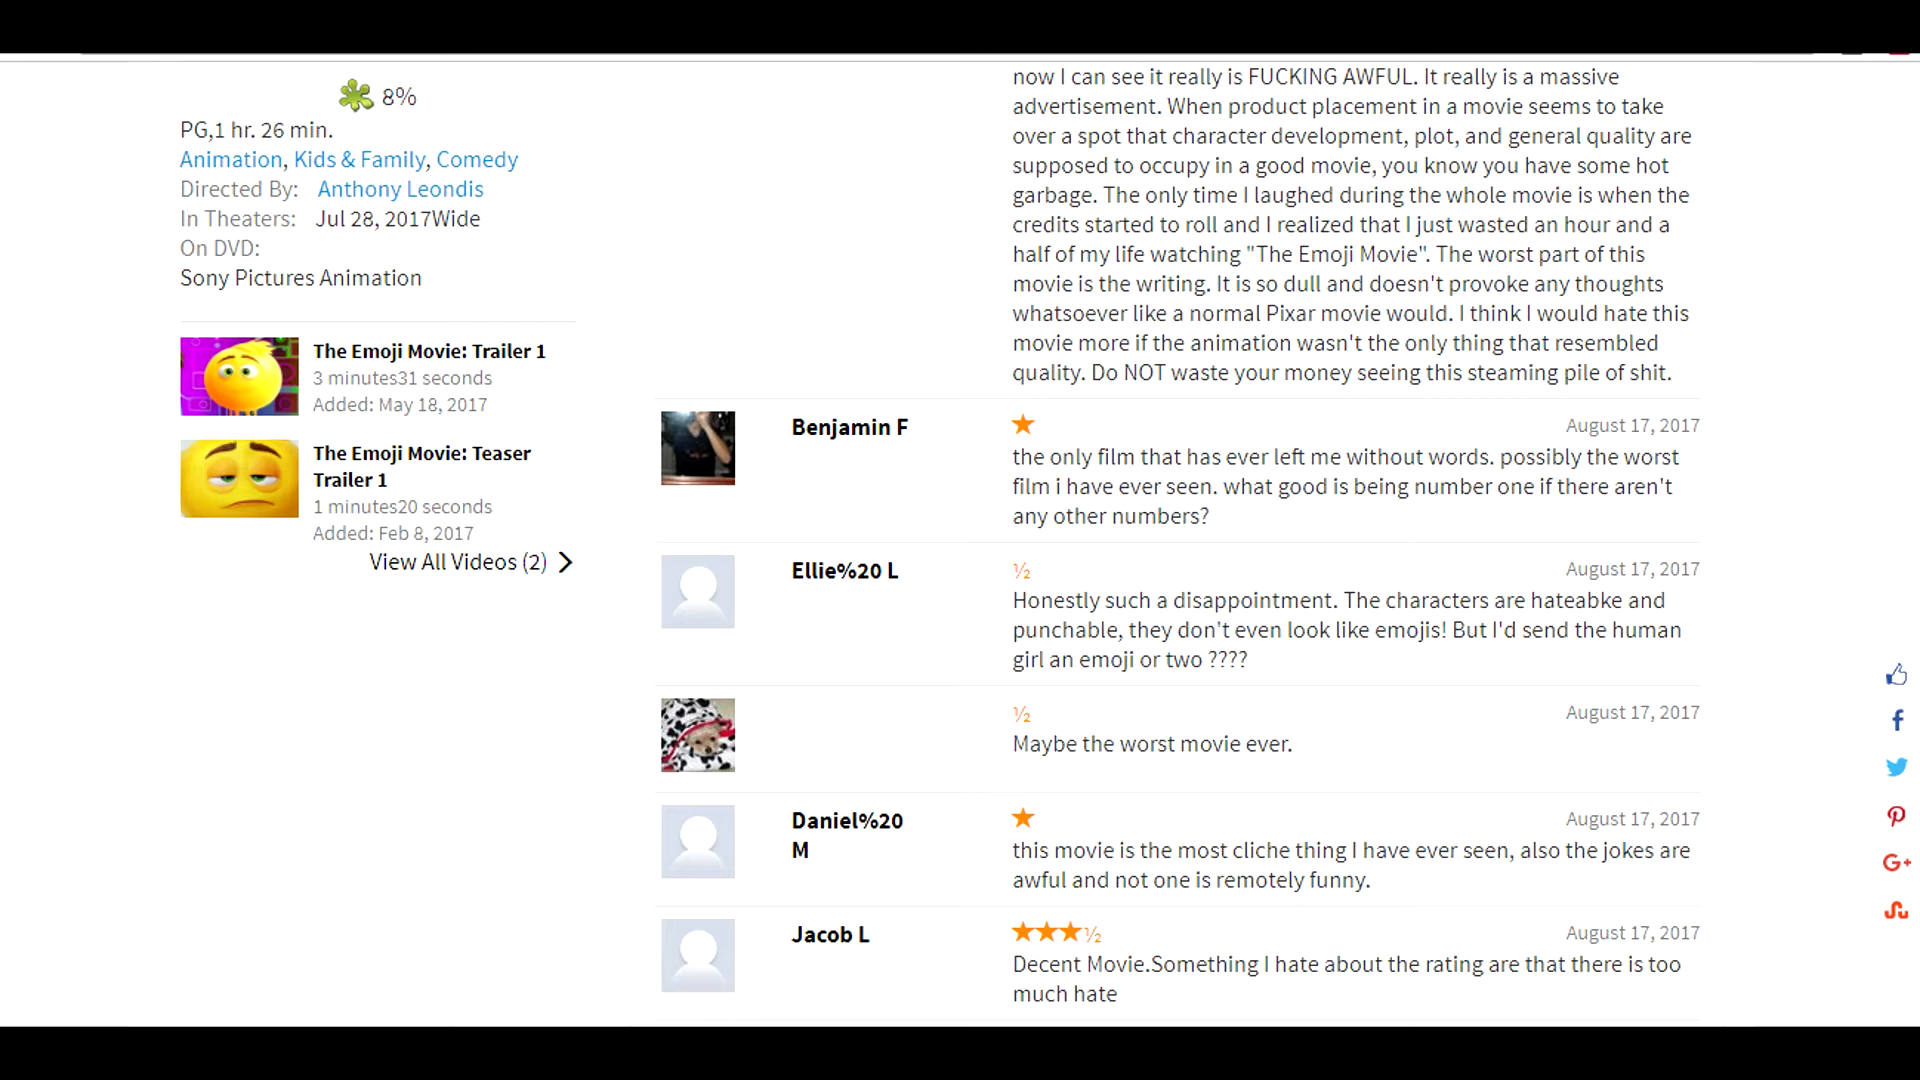 8%
PG,1 hr. 26 min.
Animation, Kids & Family, Comedy
Directed By: Anthony Leondis
In Theaters: Jul 28, 2017Wide
On DVD:
Sony Pictures Animation
The Emoji Movie: Trailer 1
3 minutes31 seconds
Added: May 18, 2017
The Emoji Movie: Teaser
Trailer 1
1 minutes20 seconds
Added: Feb 8, 2017
View All Videos (2)
now I can see it really is FUCKING AWFUL. It really is a massive
advertisement. When product placement in a movie seems to take
over a spot that character development, plot, and general quality are
supposed to occupy in a good movie, you know you have some hot
garbage. The only time I laughed during the whole movie is when the
credits started to roll and I realized that I just wasted an hour and a
half of my life watching "The Emoji Movie". The worst part of this
movie is the writing. It is so dull and doesn't provoke any thoughts
whatsoever like a normal Pixar movie would. I think I would hate this
movie more if the animation wasn't the only thing that resembled
quality. Do NOT waste your money seeing this steaming pile of shit.
Benjamin F
August 17, 2017
the only film that has ever left me without words. possibly the worst
film i have ever seen. what good is being number one if there aren't
any other numbers?
Ellie%20 L
½
August 17, 2017
Honestly such a disappointment. The characters are hateabke and
punchable, they don't even look like emojis! But I'd send the human
girl an emoji or two ????
½
August 17, 2017
Maybe the worst movie ever.
Daniel%20
M
August 17, 2017
this movie is the most cliche thing I have ever seen, also the jokes are
awful and not one is remotely funny.
Jacob L
★★★½
August 17, 2017
Decent Movie.Something I hate about the rating are that there is too
much hate